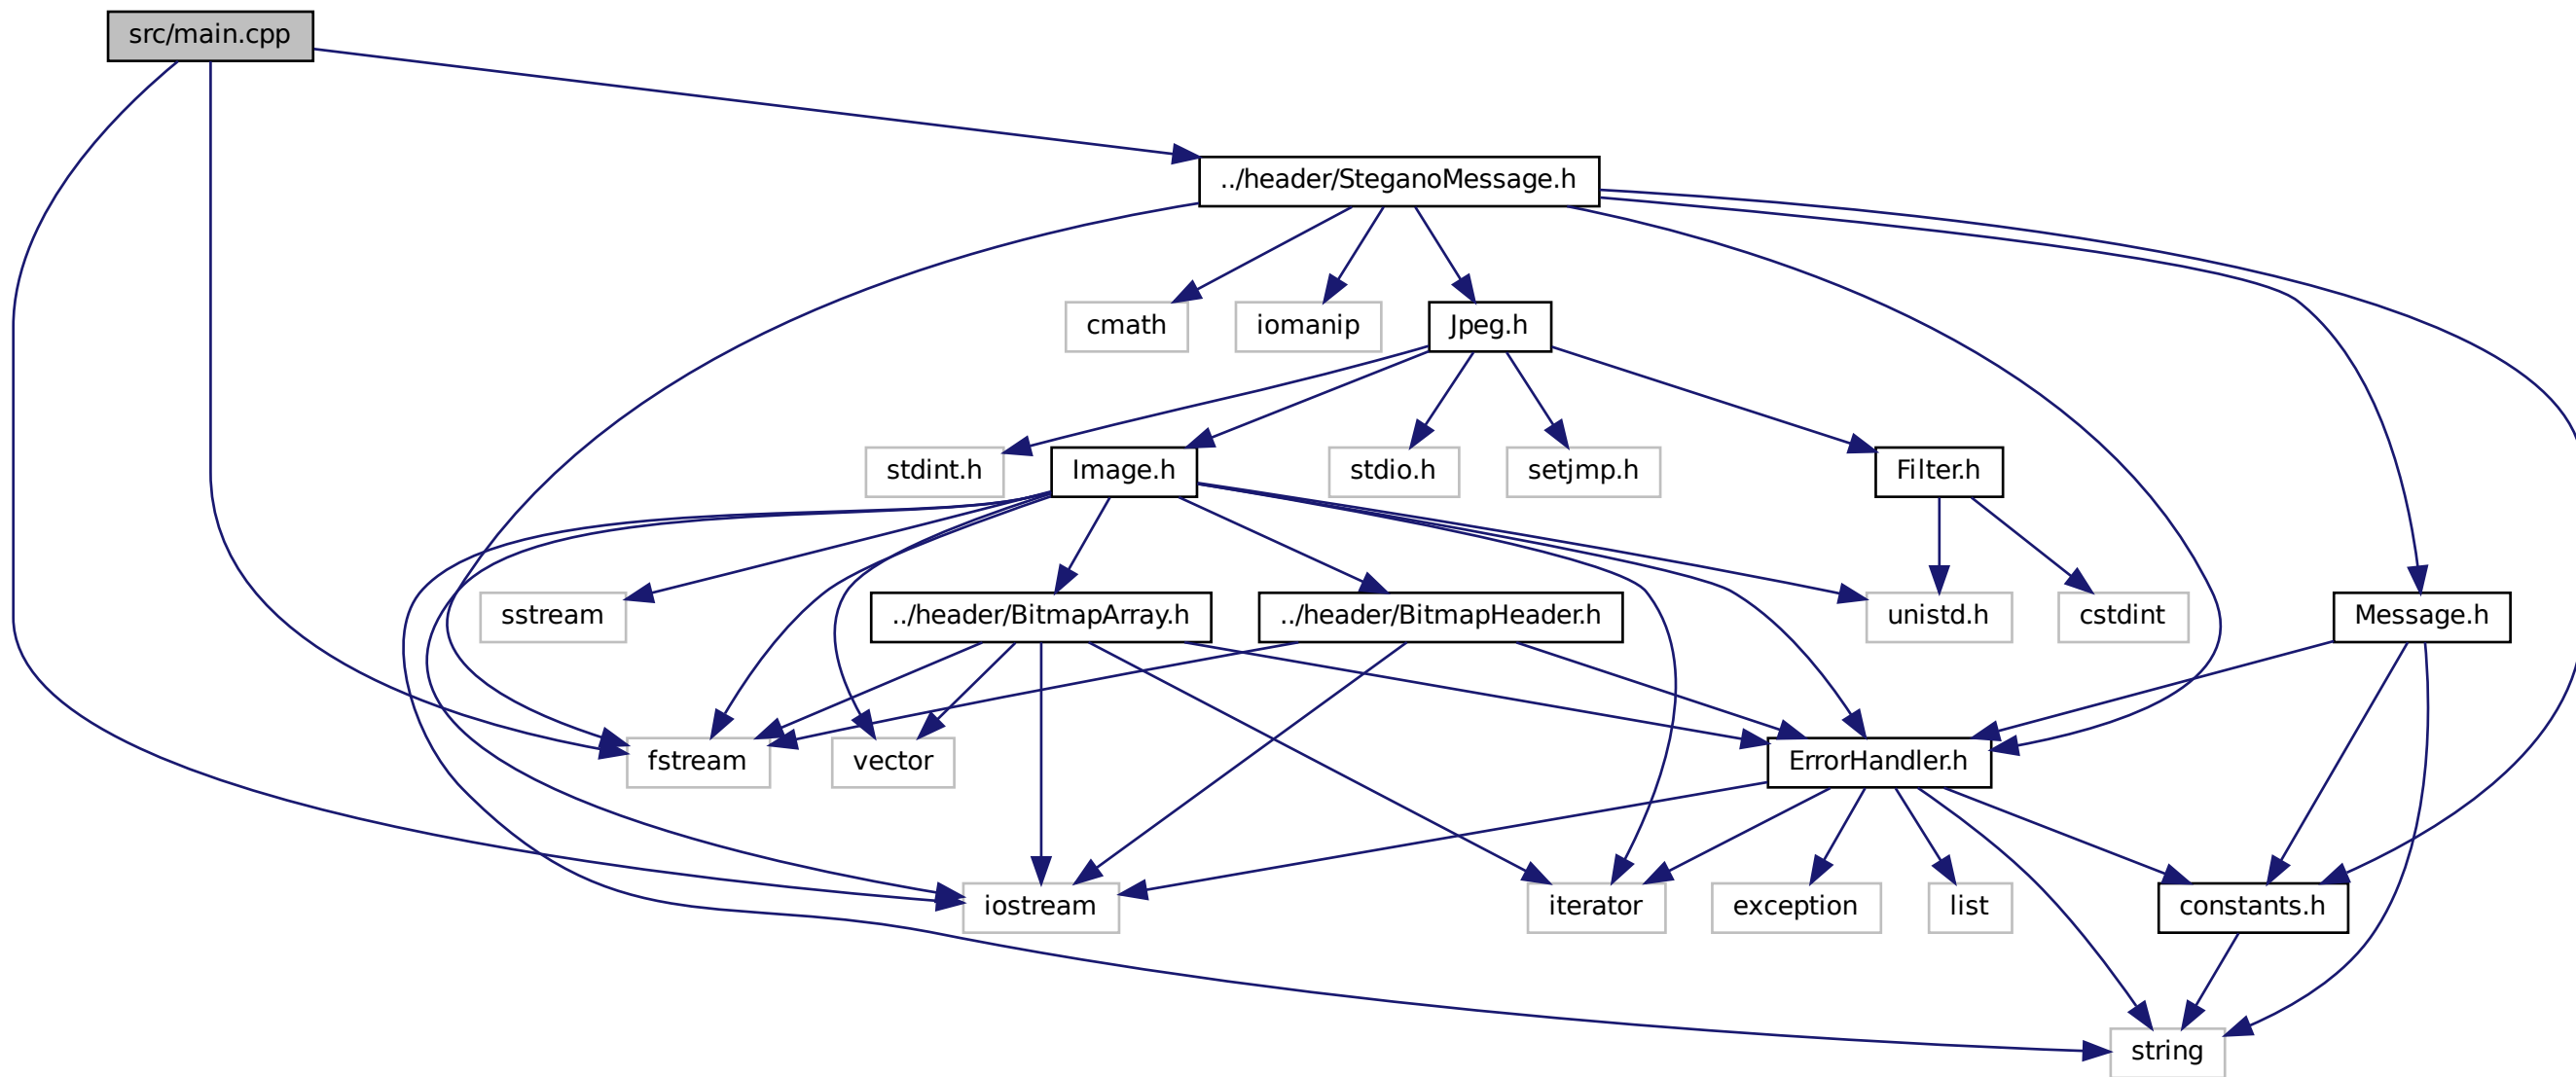 src/main.cpp
../header/SteganoMessage.h
cmath
iomanip
Jpeg.h
stdint.h
Image.h
stdio.h
setjmp.h
Filter.h
sstream
../header/BitmapArray.h
../header/BitmapHeader.h
unistd.h
cstdint
Message.h
fstream
vector
ErrorHandler.h
iostream
iterator
exception
list
constants.h
string